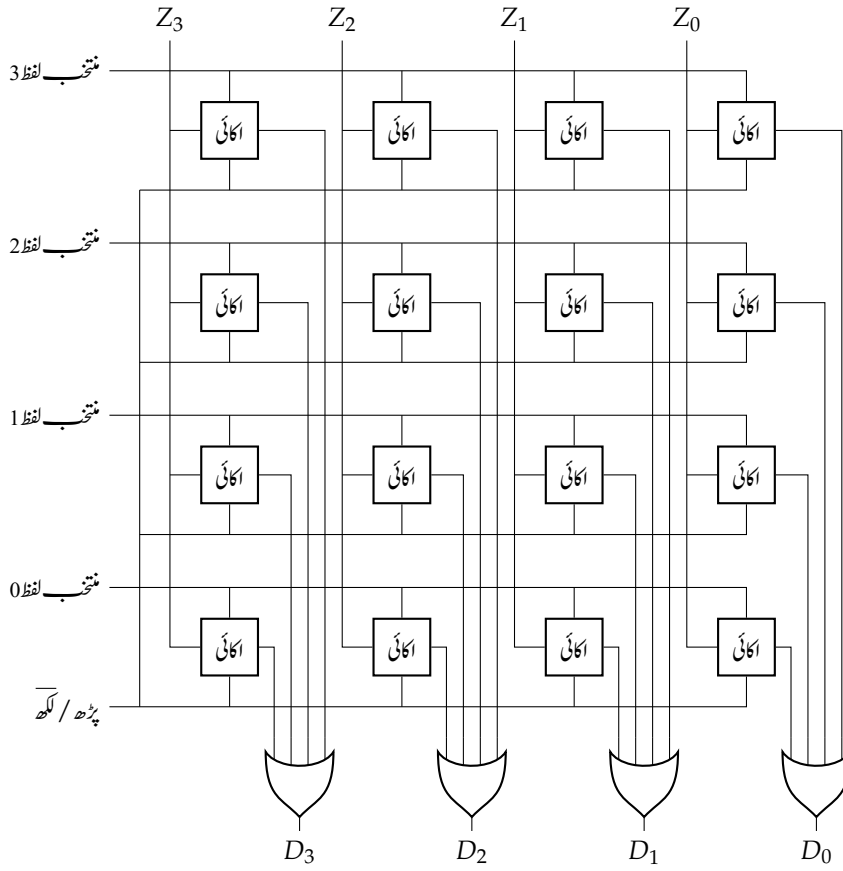 Z3 Z2 Z1 Z0
منتخب لفظ 3
اکائی اکائی اکائی اکائی
منتخب لفظ 2
اکائی اکائی اکائی اکائی
منتخب لفظ 1
اکائی اکائی اکائی اکائی
منتخب لفظ 0
اکائی اکائی اکائی اکائی
پڑھ / لکھ
D3 D2 D1 D0